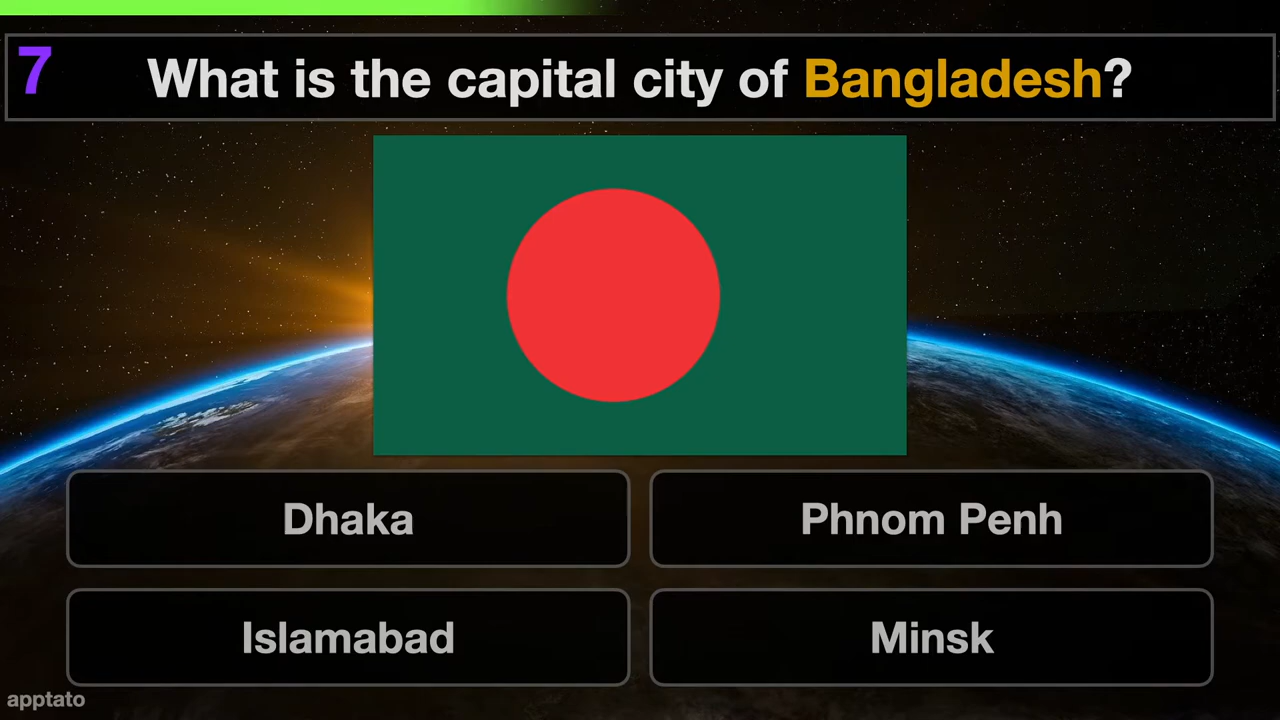 7
What is the capital city of Bangladesh?
Dhaka
Phnom Penh
Islamabad
Minsk
apptato